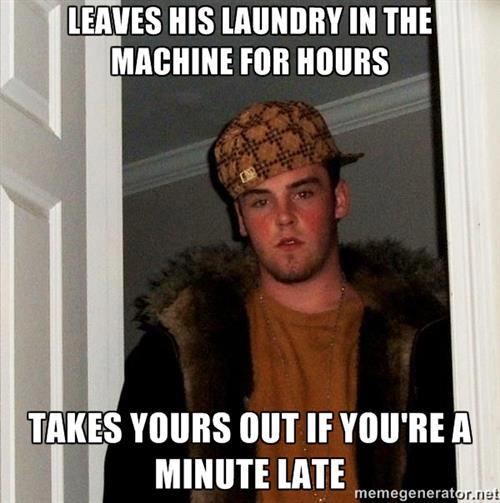 LEAVES HIS LAUNDRY IN THE
MACHINE FOR HOURS
TAKES YOURS OUT IF YOU'RE A
MINUTE LATE
memegenerator.net